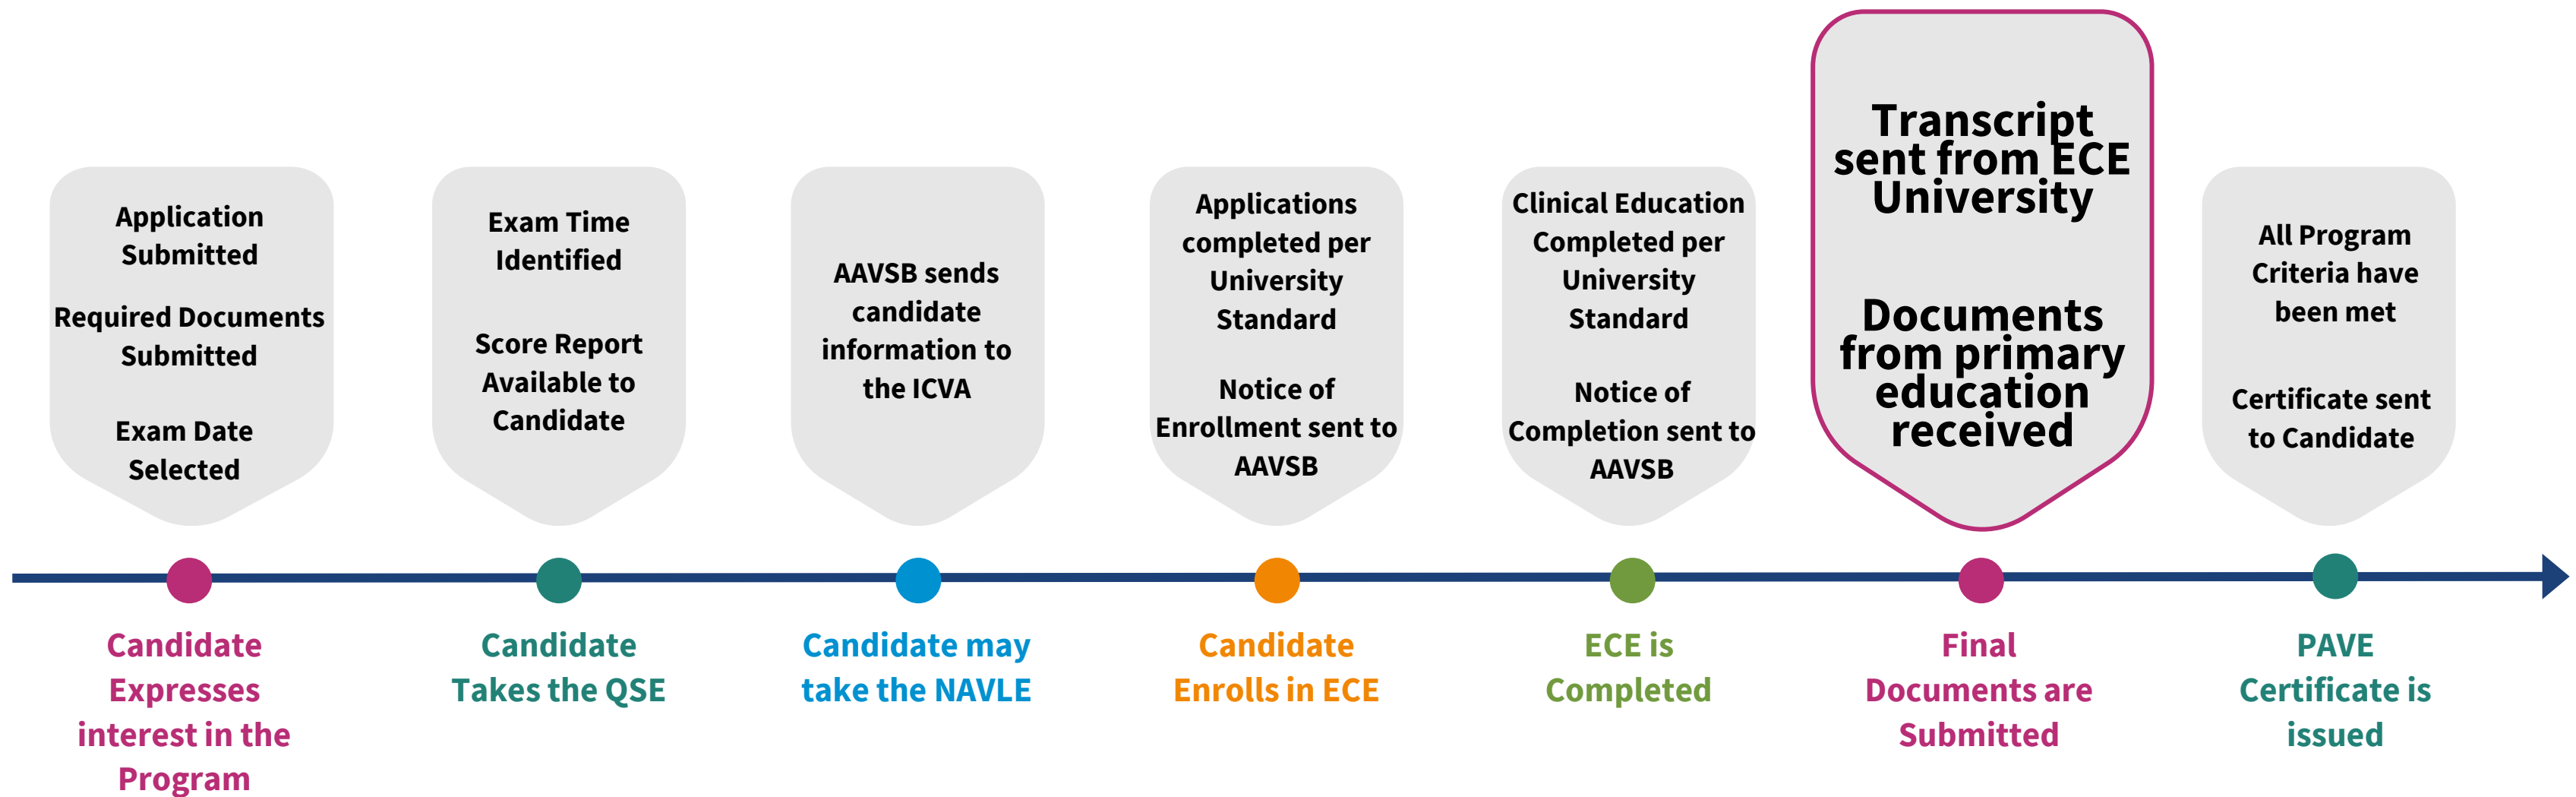 Application
Submitted
Required Documents
Submitted
Exam Date
Selected
Exam Time
Identified
Score Report
Available to
Candidate
AAVSB sends
candidate
information to
the ICVA
Applications
completed per
University
Standard
Notice of
Enrollment sent to
AAVSB
Clinical Education
Completed per
University
Standard
Notice of
Completion sent to
AAVSB
Transcript
sent from ECE
University
Documents
from primary
education
received
All Program
Criteria have
been met
Certificate sent
to Candidate
Candidate
Expresses
interest in the
Program
Candidate
Takes the QSE
Candidate may
take the NAVLE
Candidate
Enrolls in ECE
ECE is
Completed
Final
Documents are
Submitted
PAVE
Certificate is
issued